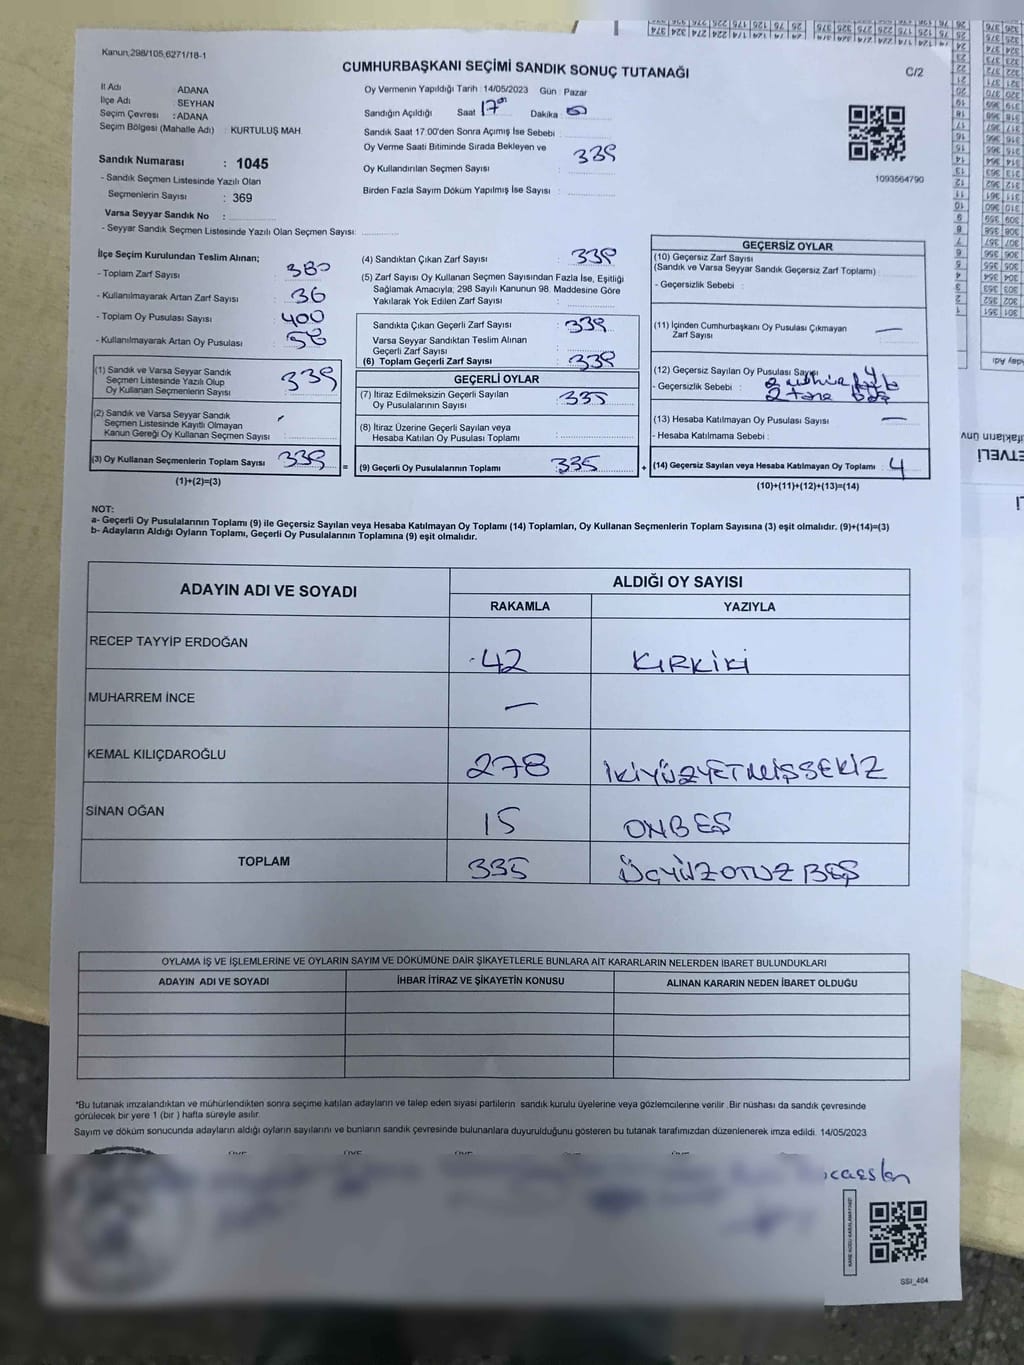 Kanun,298/105,6271/18-1
CUMHURBAŞKANI SEÇİMİ SANDIK SONUÇ TUTANAĞI
C/2
İl Adı : ADANA
İlçe Adı : SEYHAN
Seçim Çevresi : ADANA
Seçim Bölgesi (Mahalle Adı) : KURTULUŞ MAH.
Sandık Numarası : 1045
- Sandık Seçmen Listesinde Yazılı Olan
Seçmenlerin Sayısı : 369
Varsa Seyyar Sandık No :
- Seyyar Sandık Seçmen Listesinde Yazılı Olan Seçmen Sayısı:
Oy Vermenin Yapıldığı Tarih : 14/05/2023 Gün : Pazar
Sandığın Açıldığı Saat 17 Dakika :
Sandık Saat 17.00'den Sonra Açımış İse Sebebi :
Oy Verme Saati Bitiminde Sırada Bekleyen ve
Oy Kullandırılan Seçmen Sayısı : 339
Birden Fazla Sayım Döküm Yapılmış İse Sayısı :
1093564790
İlçe Seçim Kurulundan Teslim Alınan;
- Toplam Zarf Sayısı : 380
- Kullanılmayarak Artan Zarf Sayısı : 36
- Toplam Oy Pusulası Sayısı : 400
- Kullanılmayarak Artan Oy Pusulası :
(1) Sandık ve Varsa Seyyar Sandık
Seçmen Listesinde Yazılı Olup
Oy Kullanan Seçmenlerin Sayısı : 339
(2) Sandık ve Varsa Seyyar Sandık
Seçmen Listesinde Kayıtlı Olmayan
Kanun Gereği Oy Kullanan Seçmen Sayısı :
(3) Oy Kullanan Seçmenlerin Toplam Sayısı : 339
=
(1)+(2)=(3)
(4) Sandıktan Çıkan Zarf Sayısı : 339
(5) Zarf Sayısı Oy Kullanan Seçmen Sayısından Fazla İse, Eşitliği
Sağlamak Amacıyla; 298 Sayılı Kanunun 98. Maddesine Göre
Yakılarak Yok Edilen Zarf Sayısı :
Sandıkta Çıkan Geçerli Zarf Sayısı : 339
Varsa Seyyar Sandıktan Teslim Alınan
Geçerli Zarf Sayısı :
(6) Toplam Geçerli Zarf Sayısı : 339
GEÇERLİ OYLAR
(7) İtiraz Edilmeksizin Geçerli Sayılan
Oy Pusulalarının Sayısı : 335
(8) İtiraz Üzerine Geçerli Sayılan veya
Hesaba Katılan Oy Pusulası Toplamı :
(9) Geçerli Oy Pusulalarının Toplamı : 335
+
GEÇERSİZ OYLAR
(10) Geçersiz Zarf Sayısı
(Sandık ve Varsa Seyyar Sandık Geçersiz Zarf Toplamı)
- Geçersizlik Sebebi :
(11) İçinden Cumhurbaşkanı Oy Pusulası Çıkmayan
Zarf Sayısı : —
(12) Geçersiz Sayılan Oy Pusulası Sayısı : 4
- Geçersizlik Sebebi : 2
2 tane boş
(13) Hesaba Katılmayan Oy Pusulası Sayısı : —
- Hesaba Katılmama Sebebi :
(14) Geçersiz Sayılan veya Hesaba Katılmayan Oy Toplamı : 4
(10)+(11)+(12)+(13)=(14)
NOT:
a- Geçerli Oy Pusulalarının Toplamı (9) ile Geçersiz Sayılan veya Hesaba Katılmayan Oy Toplamı (14) Toplamları, Oy Kullanan Seçmenlerin Toplam Sayısına (3) eşit olmalıdır. (9)+(14)=(3)
b- Adayların Aldığı Oyların Toplamı, Geçerli Oy Pusulalarının Toplamına (9) eşit olmalıdır.
ADAYIN ADI VE SOYADI
ALDIĞI OY SAYISI
RAKAMLA YAZIYLA
RECEP TAYYİP ERDOĞAN 42 KIRKİKİ
MUHARREM İNCE —
KEMAL KILIÇDAROĞLU 278 İKİYÜZYETMİŞSEKİZ
SİNAN OĞAN 15 ONBEŞ
TOPLAM 335 ÜÇYÜZOTUZBEŞ
OYLAMA İŞ VE İŞLEMLERİNE VE OYLARIN SAYIM VE DÖKÜMÜNE DAİR ŞİKAYETLERLE BUNLARA AİT KARARLARIN NELERDEN İBARET BULUNDUKLARI
ADAYIN ADI VE SOYADI İHBAR İTİRAZ VE ŞİKAYETİN KONUSU ALINAN KARARIN NEDEN İBARET OLDUĞU
*Bu tutanak imzalandıktan ve mühürlendikten sonra seçime katılan adayların ve talep eden siyasi partilerin sandık kurulu üyelerine veya gözlemcilerine verilir. Bir nüshası da sandık çevresinde
görülecek bir yere 1 (bir ) hafta süreyle asılır.
Sayım ve döküm sonucunda adayların aldığı oyların sayılarını ve bunların sandık çevresinde bulunanlara duyurulduğunu gösteren bu tutanak tarafımızdan düzenlenerek imza edildi. 14/05/2023
SSI_404